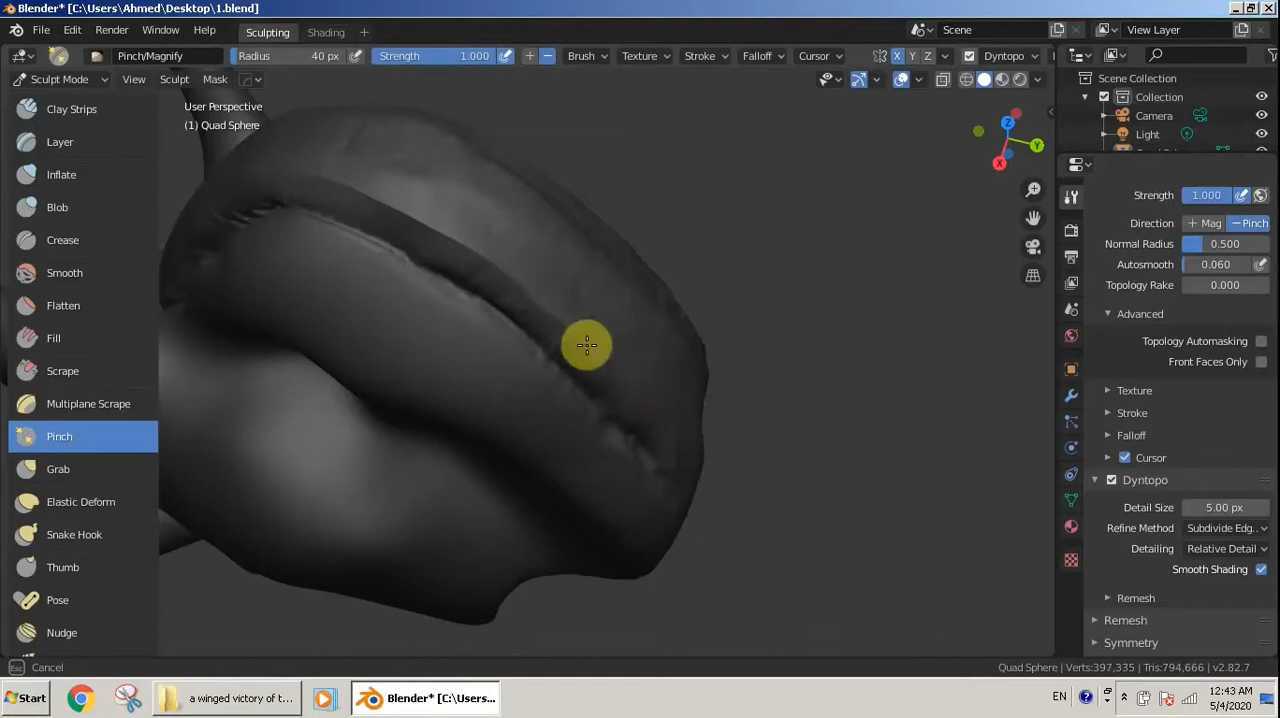 Blender* [C:\Users\Ahmed\Desktop\1.blend]
File Edit Render Window Help Sculpting Shading + Scene View Layer
Pinch/Magnify Radius 40 px Strength 1.000 Brush Texture Stroke Falloff Cursor X Y Z Dyntopo
Sculpt Mode View Sculpt Mask
Scene Collection
Collection
Camera
Light
User Perspective
(1) Quad Sphere
Z
Y
X
Clay Strips
Layer
Inflate
Blob
Crease
Smooth
Flatten
Fill
Scrape
Multiplane Scrape
Pinch
Grab
Elastic Deform
Snake Hook
Thumb
Pose
Nudge
Strength 1.000
Direction + Mag − Pinch
Normal Radius 0.500
Autosmooth 0.060
Topology Rake 0.000
Advanced
Topology Automasking
Front Faces Only
Texture
Stroke
Falloff
Cursor
Dyntopo
Detail Size 5.00 px
Refine Method Subdivide Edg..
Detailing Relative Detail
Smooth Shading
Remesh
Remesh
Symmetry
Esc Cancel
Quad Sphere | Verts:397,335 | Tris:794,666 | v2.82.7
Start a winged victory of t... Blender* [C:\Users... EN 12:43 AM
5/4/2020